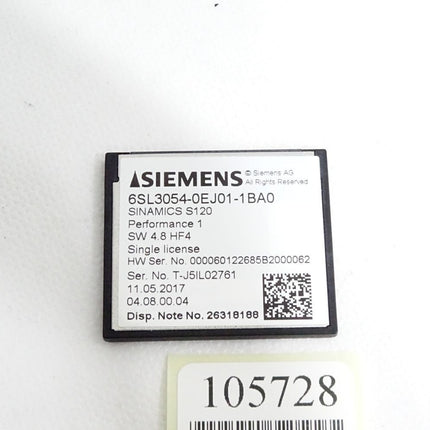 SIEMENS © Siemens AG
All Rights Reserved
6SL3054-0EJ01-1BA0
SINAMICS S120
Performance 1
SW 4.8 HF4
Single license
HW Ser. No. 000060122685B2000062
Ser. No. T-J5IL02761
11.05.2017
04.08.00.04
Disp. Note No. 26318188
105728